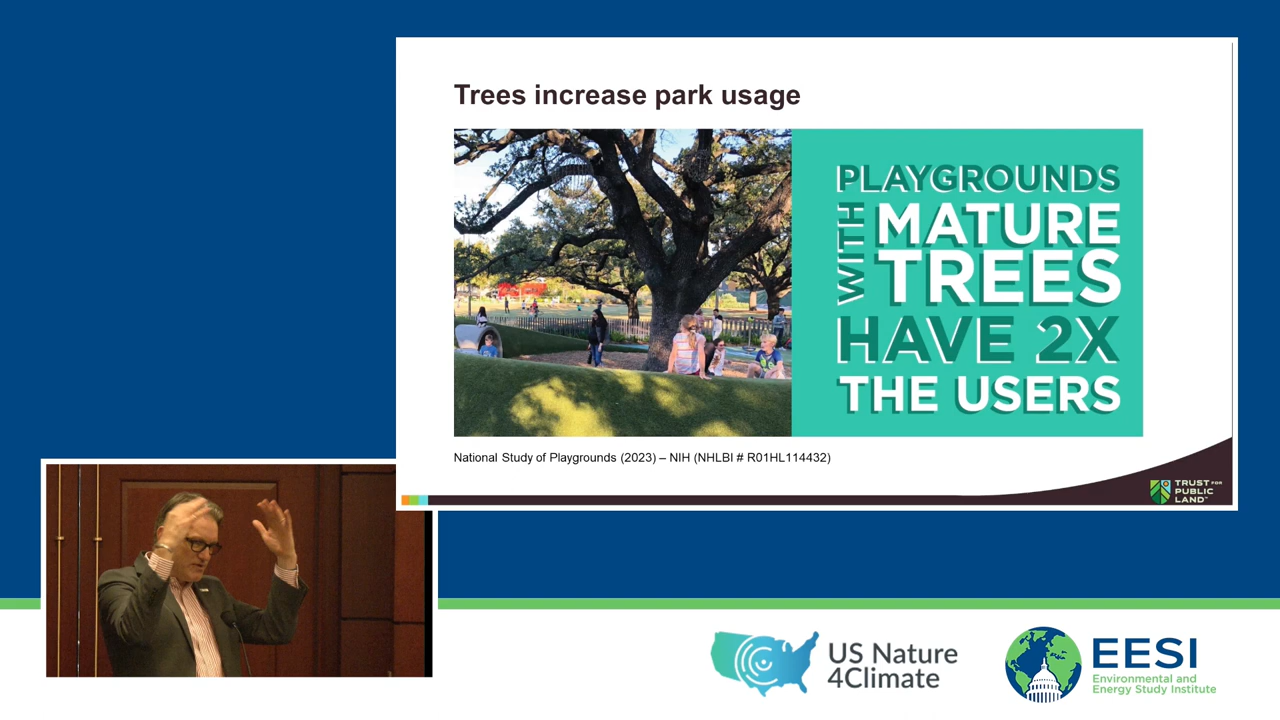 Trees increase park usage
PLAYGROUNDS
WITH
MATURE
TREES
HAVE 2X
THE USERS
National Study of Playgrounds (2023) – NIH (NHLBI # R01HL114432)
TRUST FOR
PUBLIC
LAND™
US Nature
4Climate
EESI
Environmental and
Energy Study Institute